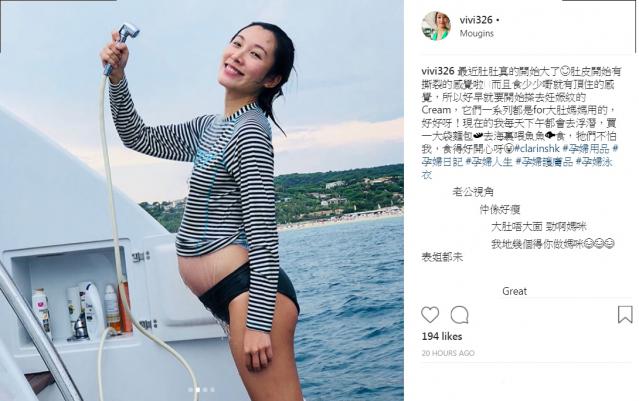 vivi326 •
Mougins
vivi326 最近肚肚真的開始大了😊肚皮開始有
撕裂的感覺啦 而且食少少嘢就有頂住的感
覺，所以好早就要開始搽去妊娠紋的
Cream，它們一系列都是for大肚媽媽用的，
好好呀！現在的我每天下午都會去浮潛，買
一大袋麵包🥖去海裏喂魚魚🐟食，牠們不怕
我，食得好開心呀😀#clarinshk #孕婦用品 #
孕婦日記 #孕婦人生 #孕婦護膚品 #孕婦泳
衣
老公視角
仲係好瘦
大肚唔大面 勁啊媽咪
我地幾個得你做媽咪😄😄😄
表姐都未
Great
194 likes
20 HOURS AGO